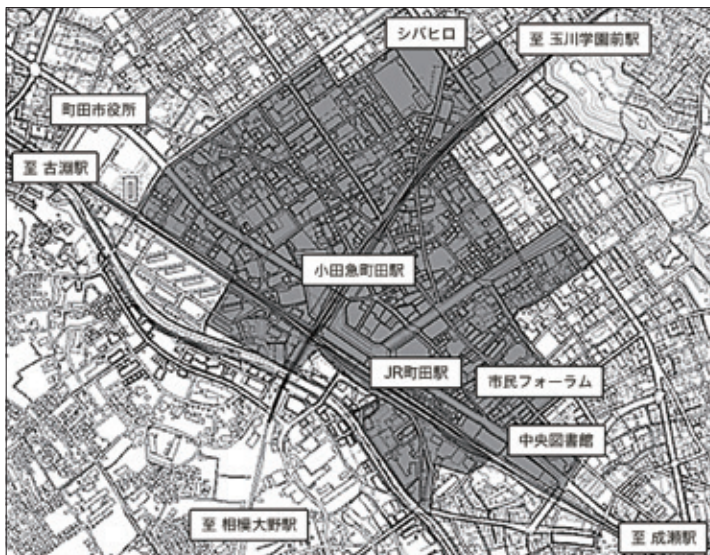 シバヒロ
至 玉川学園前駅
町田市役所
至 古淵駅
小田急町田駅
JR町田駅
市民フォーラム
中央図書館
至 相模大野駅
至 成瀬駅